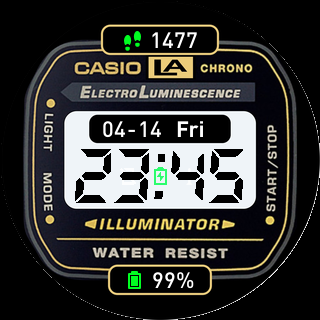 1477
CASIO LA CHRONO
ELECTROLUMINESCENCE
LIGHT
MODE
START/STOP
04-14 Fri
23:45
ILLUMINATOR
WATER RESIST
99%